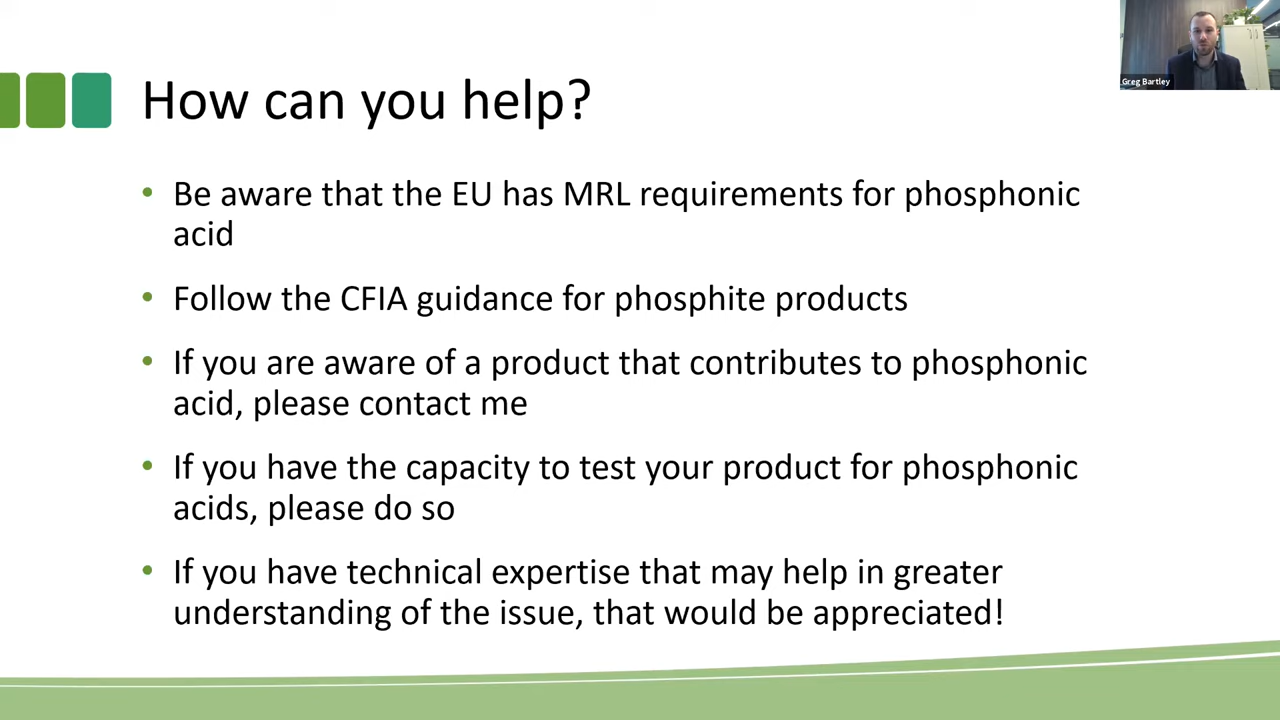 How can you help?
Greg Bartley
• Be aware that the EU has MRL requirements for phosphonic
acid
• Follow the CFIA guidance for phosphite products
• If you are aware of a product that contributes to phosphonic
acid, please contact me
• If you have the capacity to test your product for phosphonic
acids, please do so
• If you have technical expertise that may help in greater
understanding of the issue, that would be appreciated!